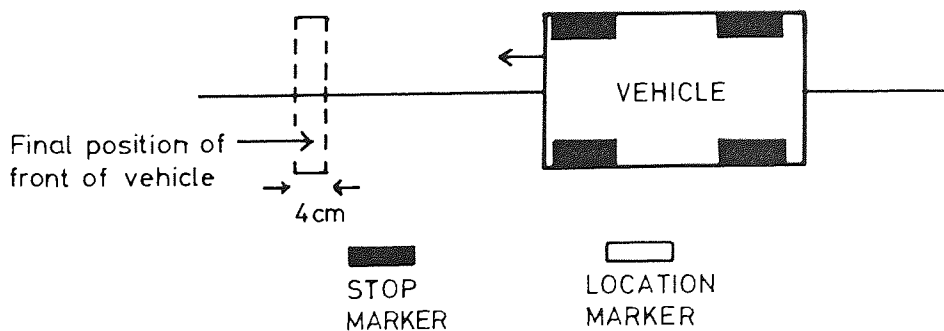 VEHICLE
Final position of
front of vehicle
4cm
STOP
MARKER
LOCATION
MARKER